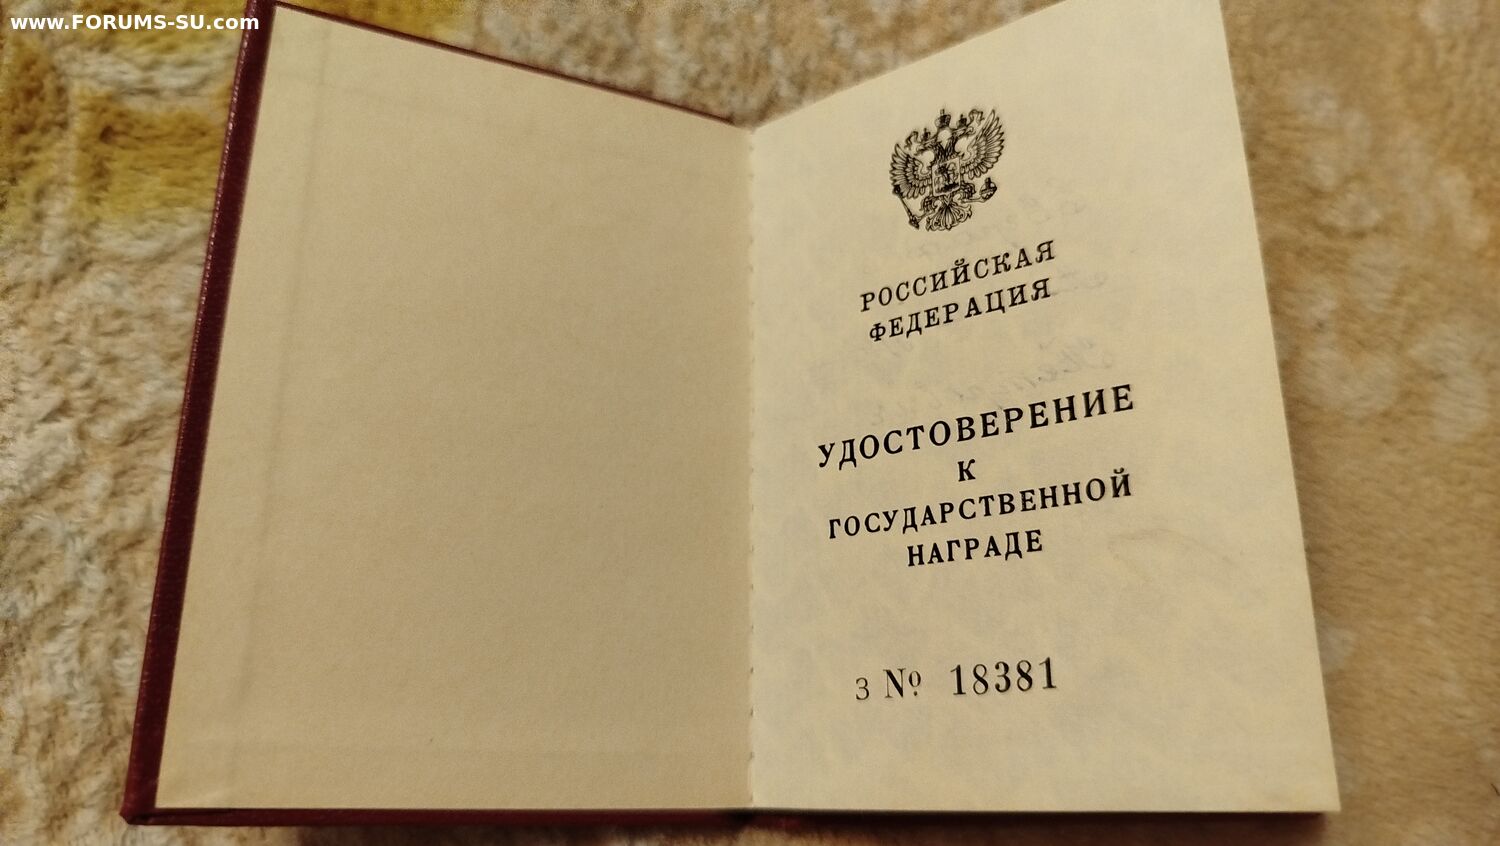 www.FORUMS-SU.com
РОССИЙСКАЯ
ФЕДЕРАЦИЯ
УДОСТОВЕРЕНИЕ
К
ГОСУДАРСТВЕННОЙ
НАГРАДЕ
З № 18381